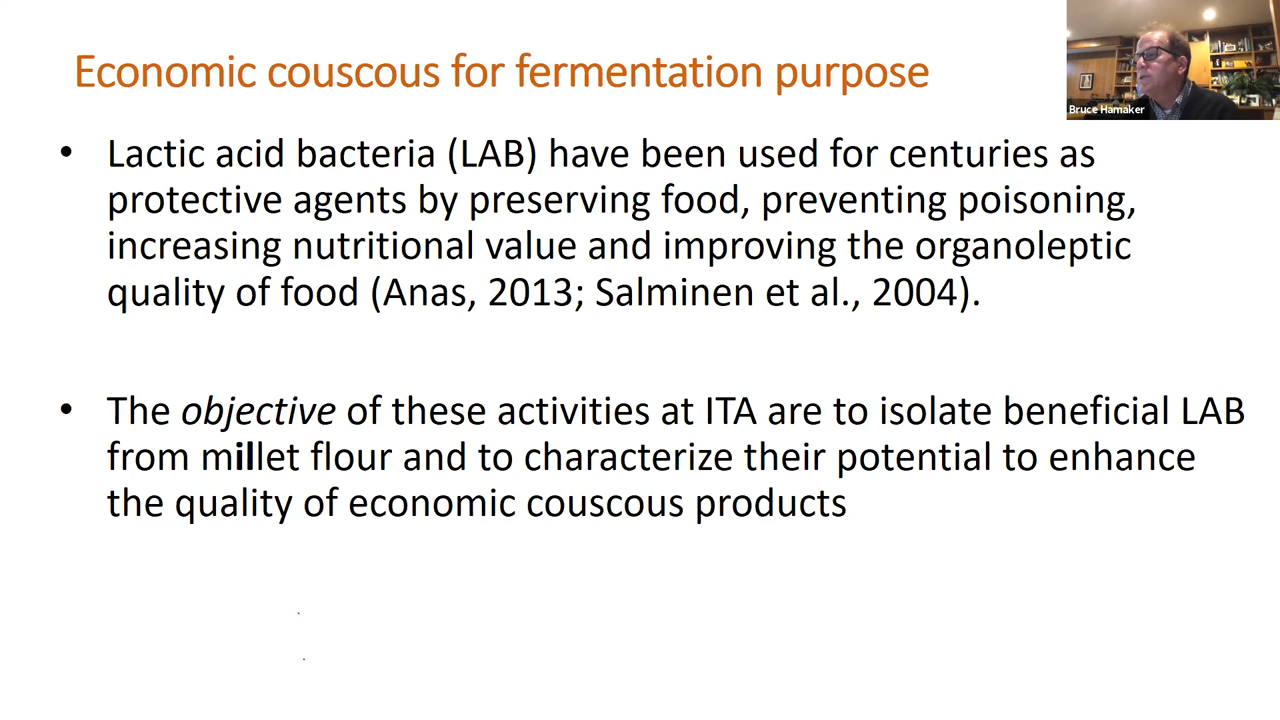 Economic couscous for fermentation purpose
Bruce Hamaker
• Lactic acid bacteria (LAB) have been used for centuries as
protective agents by preserving food, preventing poisoning,
increasing nutritional value and improving the organoleptic
quality of food (Anas, 2013; Salminen et al., 2004).
• The objective of these activities at ITA are to isolate beneficial LAB
from millet flour and to characterize their potential to enhance
the quality of economic couscous products